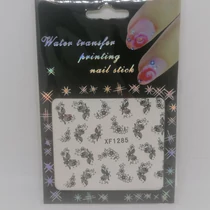 Water transfer
printing
nail stick
XF1285